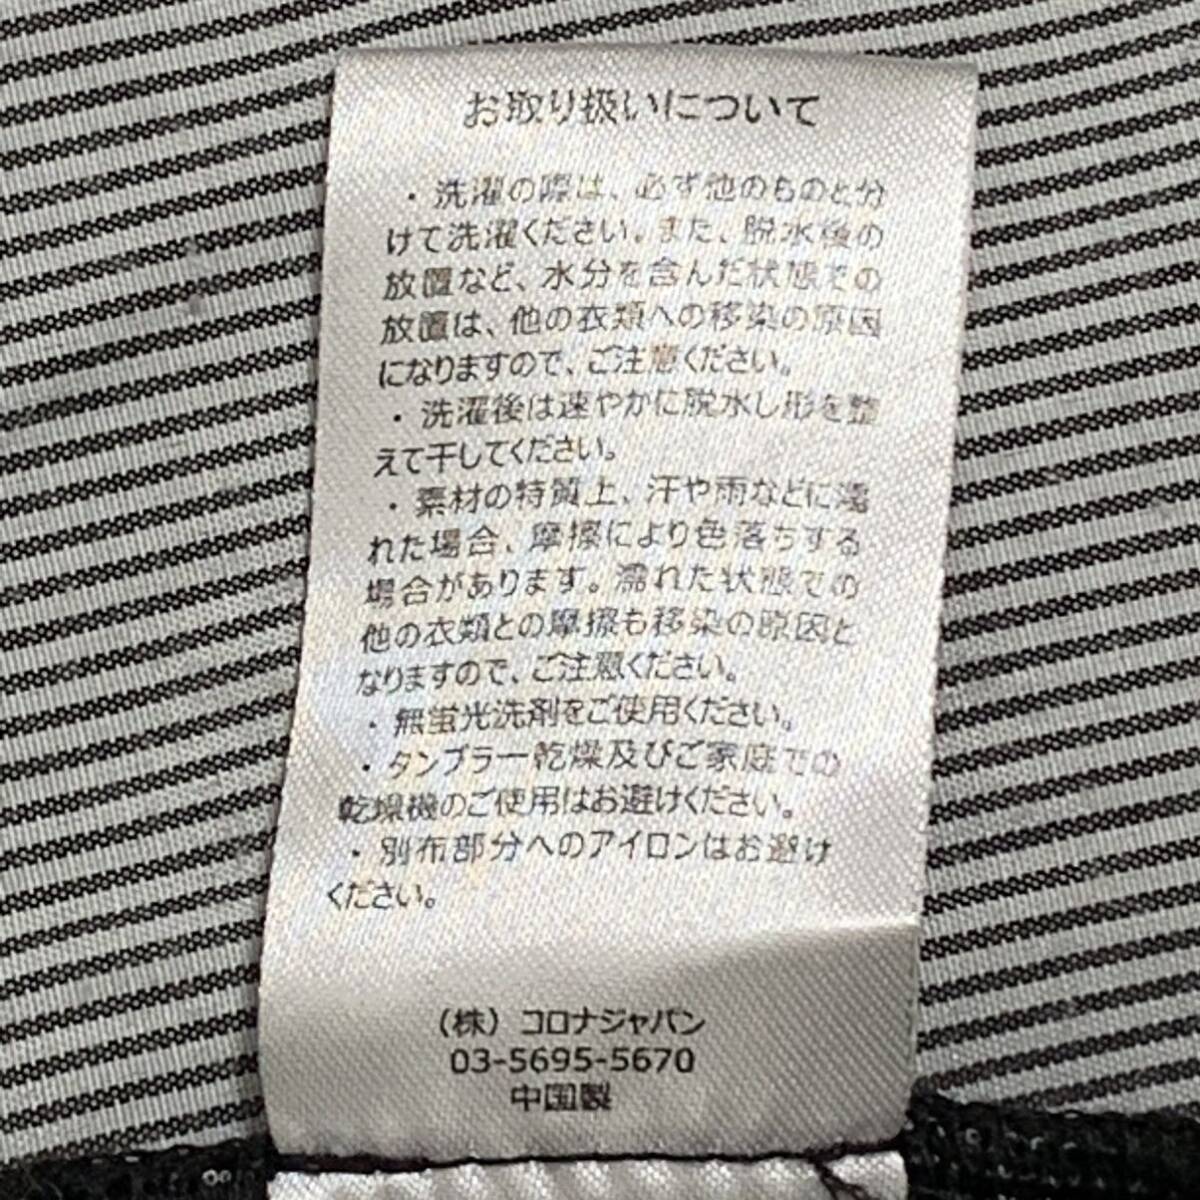 お取り扱いについて
・洗濯の際は、必ず他のものと分
けて洗濯ください。また、脱水後の
放置など、水分を含んだ状態での
放置は、他の衣類への移染の原因
になりますので、ご注意ください。
・洗濯後は速やかに脱水し形を整
えて干してください。
・素材の特質上、汗や雨などに濡
れた場合、摩擦により色落ちする
場合があります。濡れた状態での
他の衣類との摩擦も移染の原因と
なりますので、ご注意ください。
・無蛍光洗剤をご使用ください。
・タンブラー乾燥及びご家庭での
乾燥機のご使用はお避けください。
・別布部分へのアイロンはお避け
ください。
（株）コロナジャパン
03-5695-5670
中国製